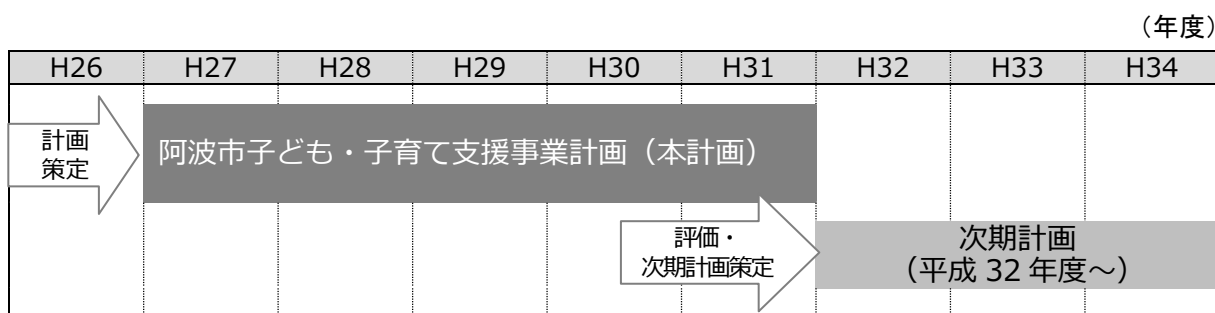 （年度）
H26 H27 H28 H29 H30 H31 H32 H33 H34
計画
策定
阿波市子ども・子育て支援事業計画（本計画）
評価・
次期計画策定
次期計画
（平成 32 年度～）